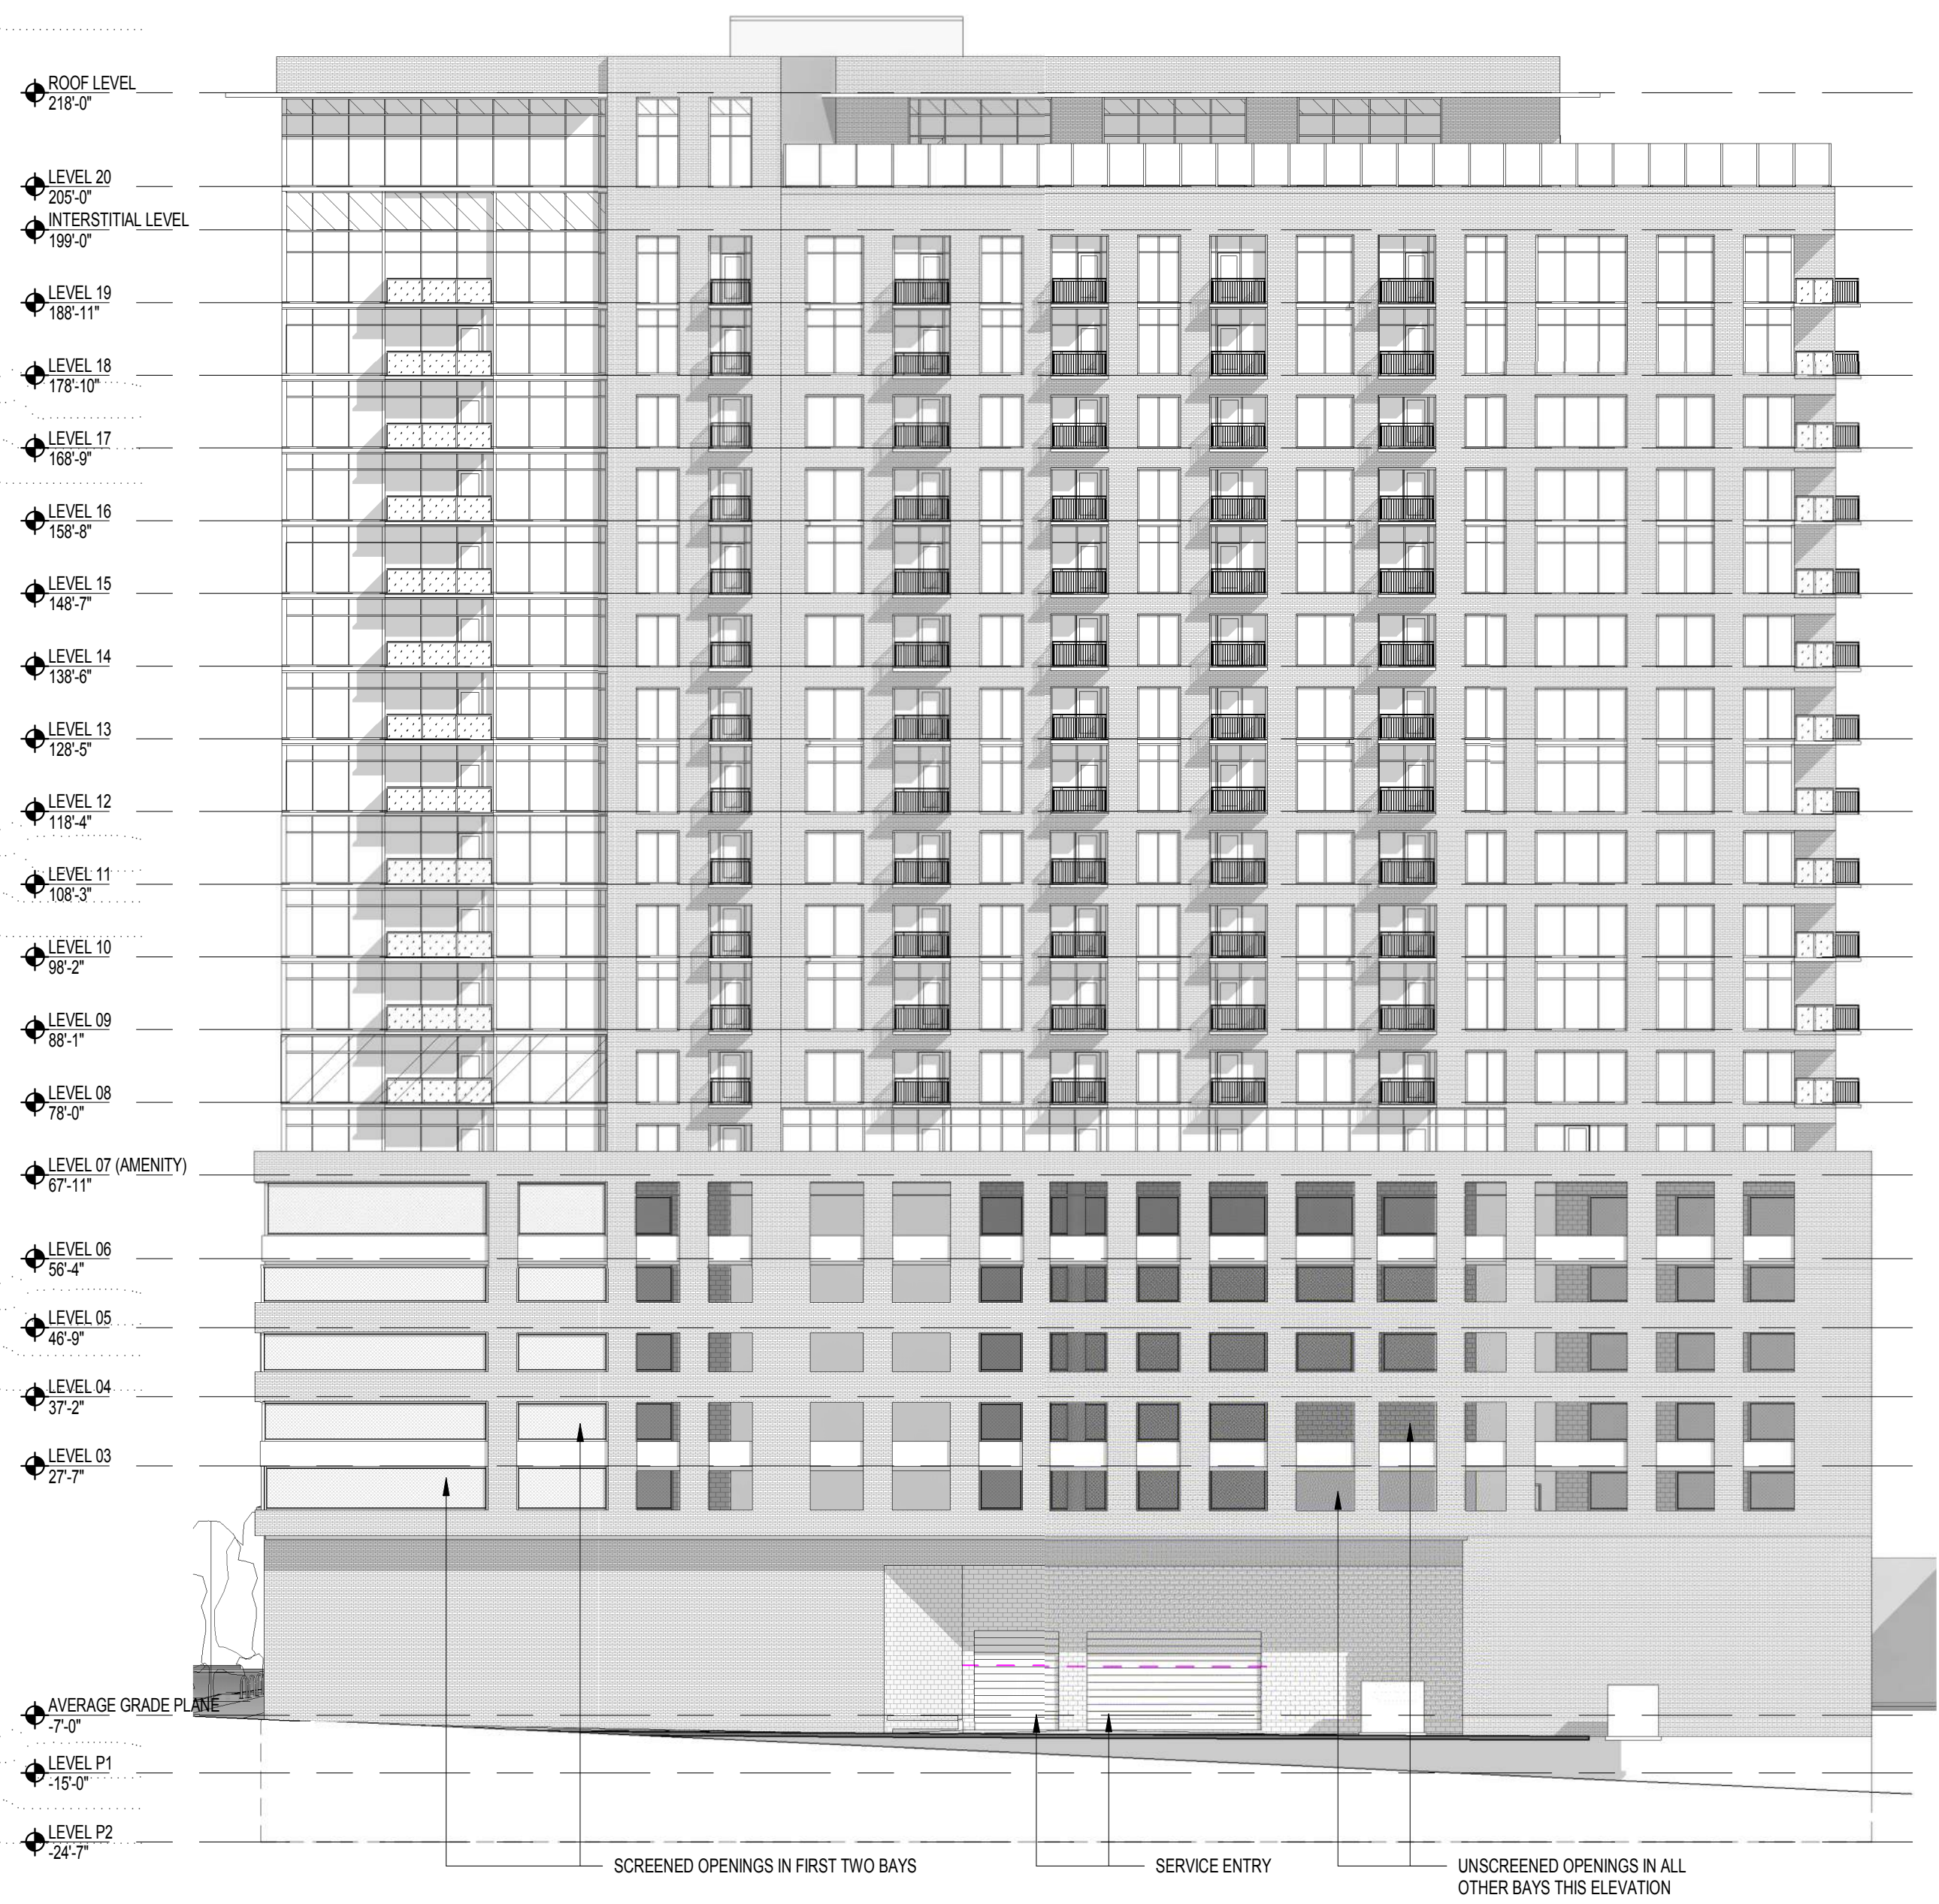 ROOF LEVEL
218'-0"
LEVEL 20
205'-0"
INTERSTITIAL LEVEL
199'-0"
LEVEL 19
188'-11"
LEVEL 18
178'-10"
LEVEL 17
168'-9"
LEVEL 16
158'-8"
LEVEL 15
148'-7"
LEVEL 14
138'-6"
LEVEL 13
128'-5"
LEVEL 12
118'-4"
LEVEL 11
108'-3"
LEVEL 10
98'-2"
LEVEL 09
88'-1"
LEVEL 08
78'-0"
LEVEL 07 (AMENITY)
67'-11"
LEVEL 06
56'-4"
LEVEL 05
46'-9"
LEVEL 04
37'-2"
LEVEL 03
27'-7"
AVERAGE GRADE PLANE
-7'-0"
LEVEL P1
-15'-0"
LEVEL P2
-24'-7"
SCREENED OPENINGS IN FIRST TWO BAYS
SERVICE ENTRY
UNSCREENED OPENINGS IN ALL
OTHER BAYS THIS ELEVATION